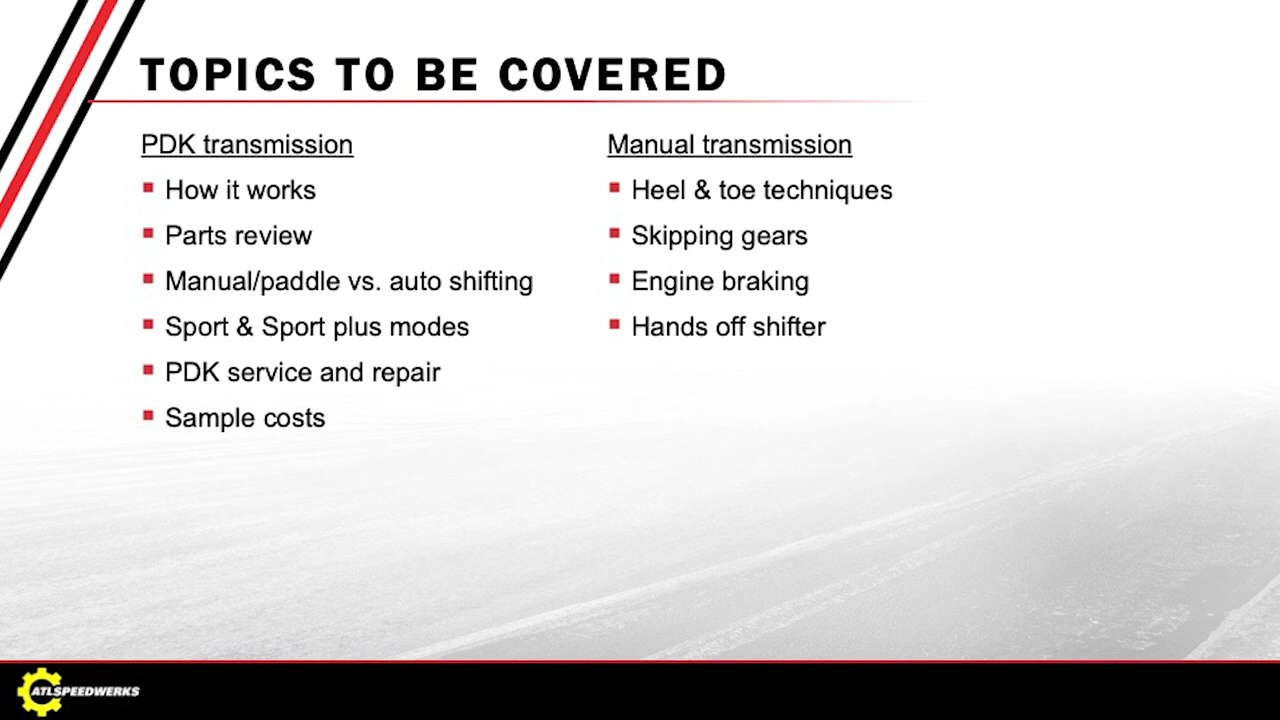 TOPICS TO BE COVERED
PDK transmission
How it works
Parts review
Manual/paddle vs. auto shifting
Sport & Sport plus modes
PDK service and repair
Sample costs
Manual transmission
Heel & toe techniques
Skipping gears
Engine braking
Hands off shifter
ATLSPEEDWERKS